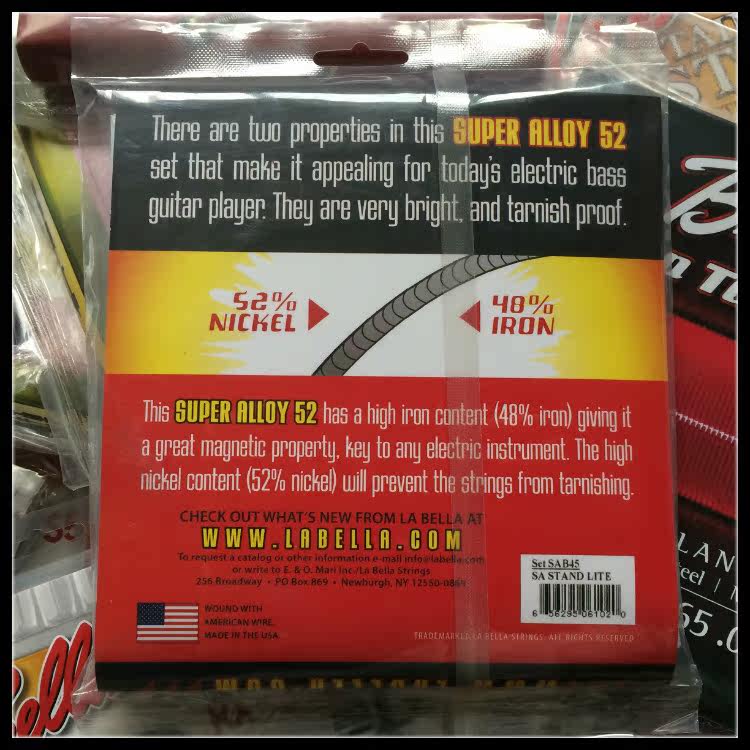 There are two properties in this SUPER ALLOY 52
set that make it appealing for today's electric bass
guitar player. They are very bright, and tarnish proof.
52% NICKEL
48% IRON
This SUPER ALLOY 52 has a high iron content (48% iron) giving it
a great magnetic property, key to any electric instrument. The high
nickel content (52% nickel) will prevent the strings from tarnishing.
CHECK OUT WHAT'S NEW FROM LA BELLA AT
WWW.LABELLA.COM
To request a catalog or other information e-mail info@labella.com
or write to E. & O. Mari Inc./La Bella Strings
256 Broadway • PO Box 869 • Newburgh, NY 12550-0869
Set SAB45
SA STAND LITE
6 56293 06102 0
WOUND WITH
AMERICAN WIRE.
MADE IN THE USA.
TRADEMARKED LA BELLA STRINGS. ALL RIGHTS RESERVED